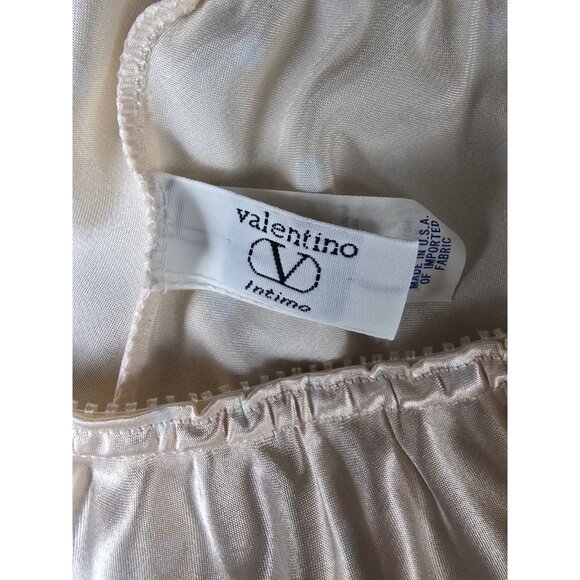 valentino
V
intimo
MADE IN U.S.A.
OF IMPORTED
FABRIC